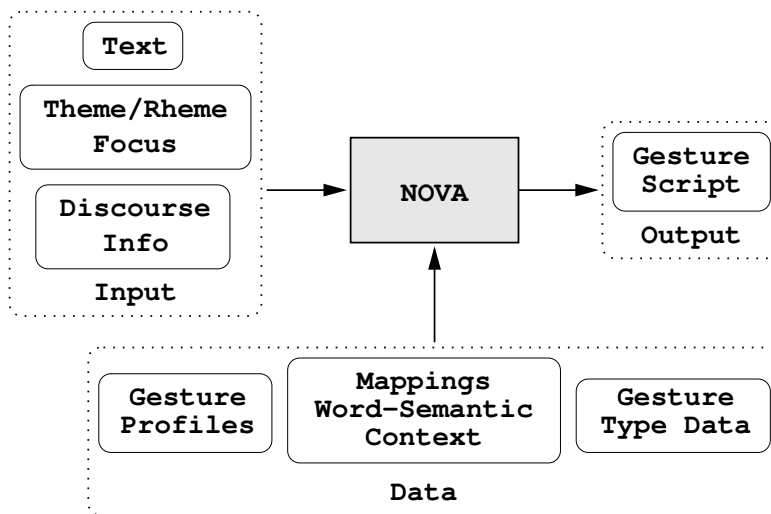 Text
Theme/Rheme
Focus
Discourse
Info
Input
NOVA
Gesture
Script
Output
Gesture
Profiles
Mappings
Word-Semantic
Context
Gesture
Type Data
Data